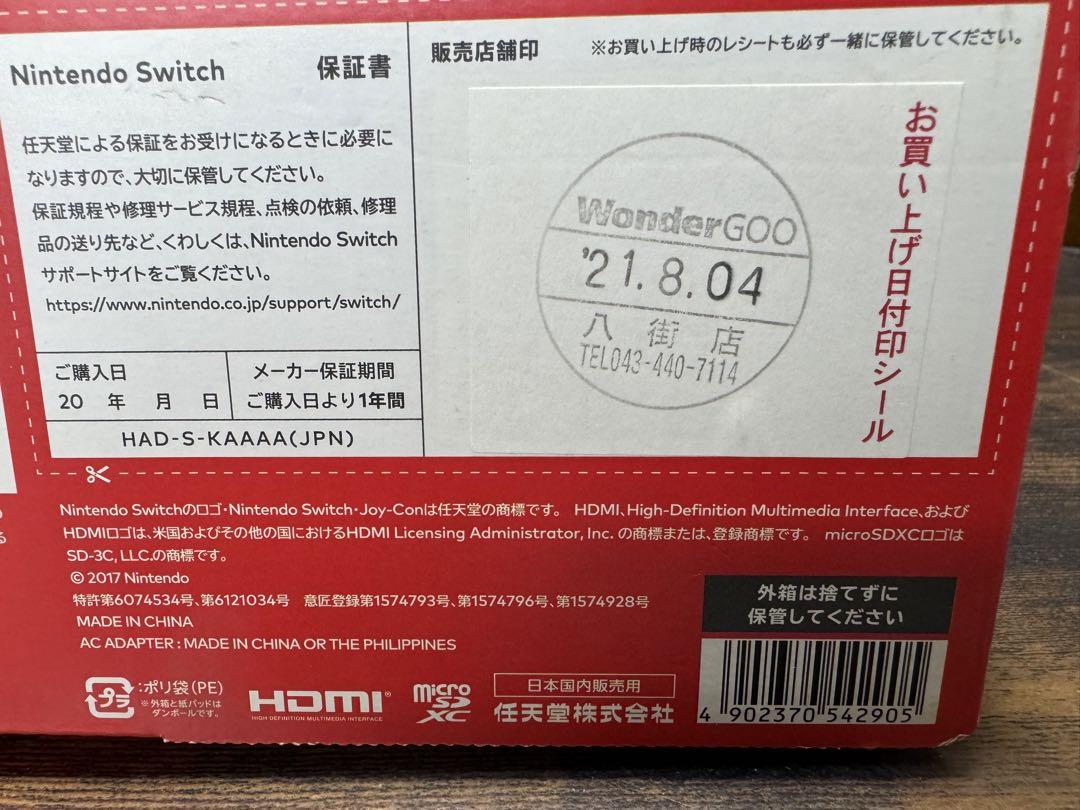 Nintendo Switch 保証書
任天堂による保証をお受けになるときに必要に
なりますので、大切に保管してください。
保証規程や修理サービス規程、点検の依頼、修理
品の送り先など、くわしくは、Nintendo Switch
サポートサイトをご覧ください。
https://www.nintendo.co.jp/support/switch/
ご購入日
20 年 月 日
メーカー保証期間
ご購入日より1年間
HAD-S-KAAAA(JPN)
販売店舗印
※お買い上げ時のレシートも必ず一緒に保管してください。
WonderGOO
'21.8.04
八街店
TEL043-440-7114
お買い上げ日付印シール
Nintendo Switchのロゴ・Nintendo Switch・Joy-Conは任天堂の商標です。 HDMI、High-Definition Multimedia Interface、および
HDMIロゴは、米国およびその他の国におけるHDMI Licensing Administrator, Inc. の商標または、登録商標です。 microSDXCロゴは
SD-3C, LLC.の商標です。
© 2017 Nintendo
特許第6074534号、第6121034号 意匠登録第1574793号、第1574796号、第1574928号
MADE IN CHINA
AC ADAPTER : MADE IN CHINA OR THE PHILIPPINES
プラ
:ポリ袋(PE)
※外箱と紙パッドは
ダンボールです。
HDMI®
HIGH DEFINITION MULTIMEDIA INTERFACE
micro
SD
XC
日本国内販売用
任天堂株式会社
外箱は捨てずに
保管してください
4 902370 542905